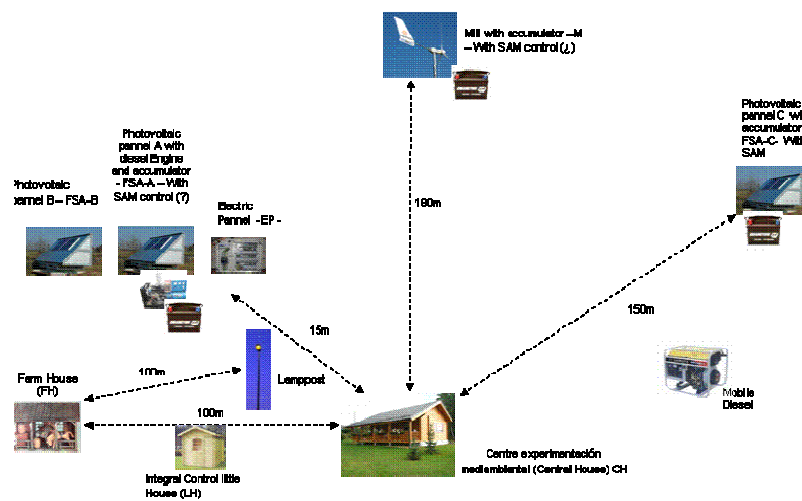 Mill with accumulator –M
– With SAM control (¿)
Photovoltaic
pannel C wi
accumulator
FSA-C- With
SAM
Photovoltaic
pannel A with
diesel Engine
and accumulator
- FSA-A – With
SAM control (?)
Photovoltaic
pannel B – FSA-B
Electric
Pannel -EP -
190m
150m
15m
100m
Lamppost
Farm House
(FH)
100m
Mobile
Diesel
Integral Control little
House (LH)
Centre experimentación
mediambiental (Central House) CH